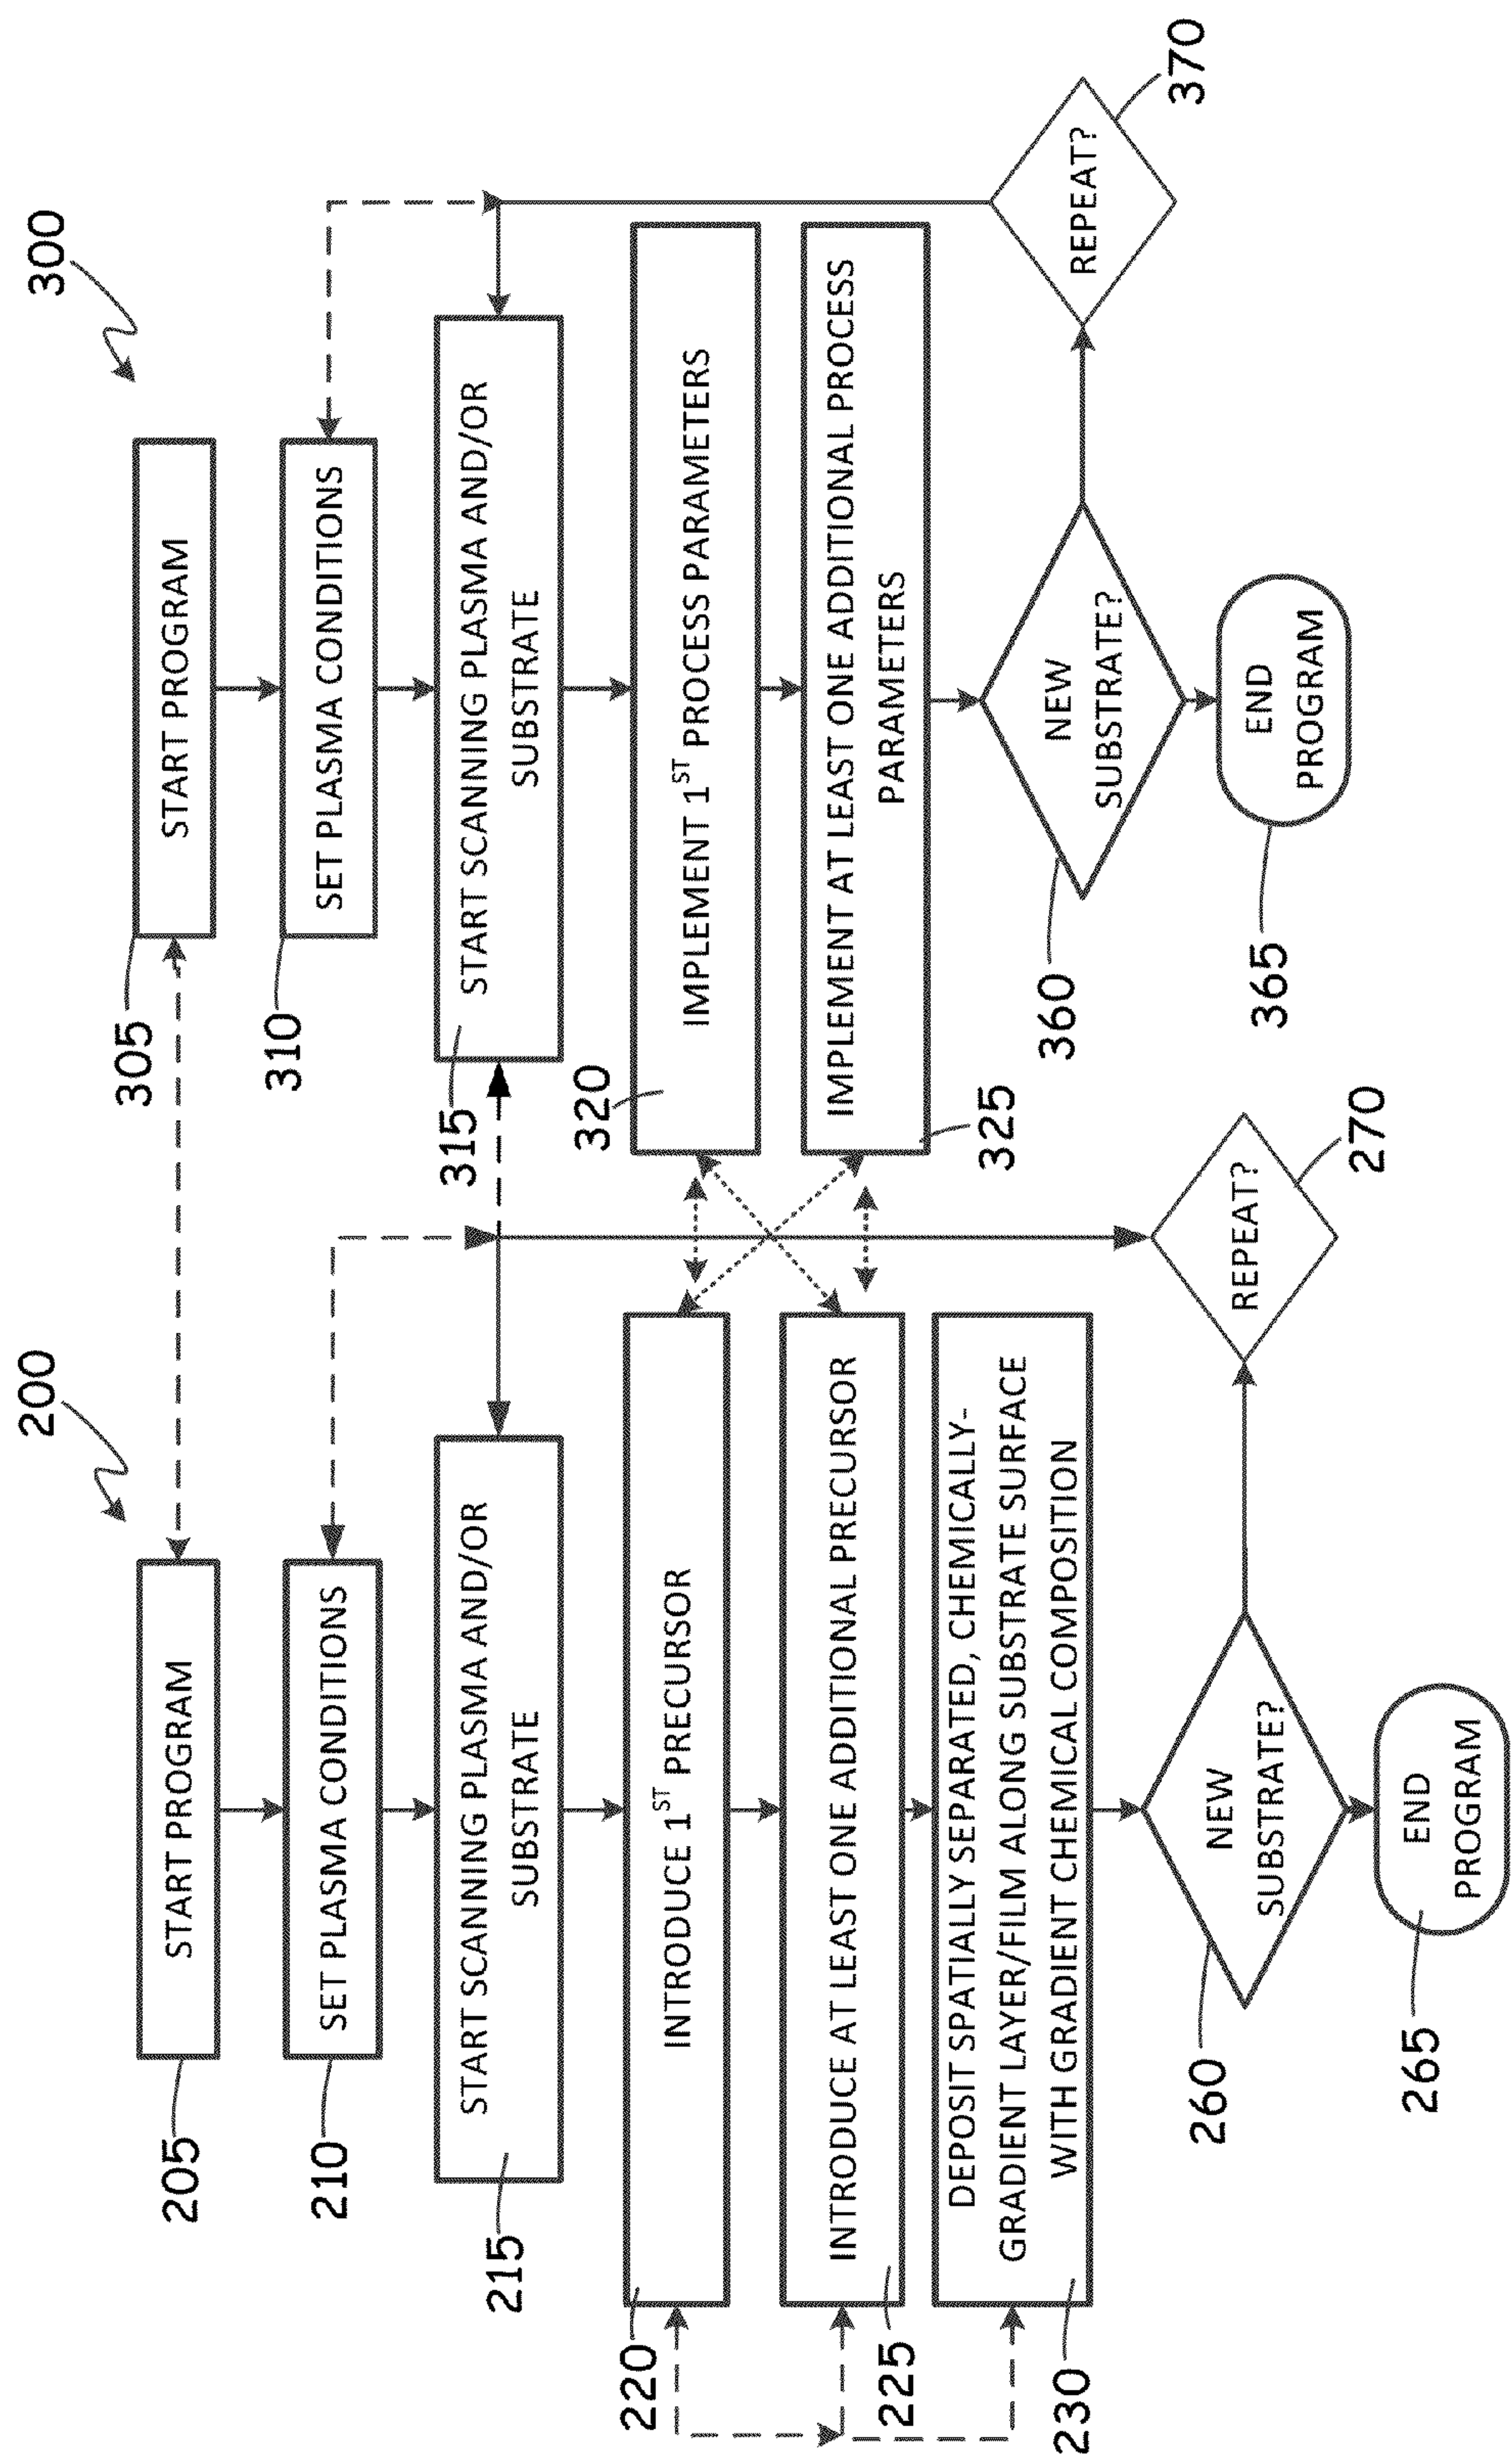 200
205
START PROGRAM
210
SET PLASMA CONDITIONS
215
START SCANNING PLASMA AND/OR
SUBSTRATE
220
INTRODUCE 1ST PRECURSOR
225
INTRODUCE AT LEAST ONE ADDITIONAL PRECURSOR
230
DEPOSIT SPATIALLY SEPARATED, CHEMICALLY-
GRADIENT LAYER/FILM ALONG SUBSTRATE SURFACE
WITH GRADIENT CHEMICAL COMPOSITION
260
NEW
SUBSTRATE?
REPEAT?
270
265
END
PROGRAM
300
305
START PROGRAM
310
SET PLASMA CONDITIONS
315
START SCANNING PLASMA AND/OR
SUBSTRATE
320
IMPLEMENT 1ST PROCESS PARAMETERS
325
IMPLEMENT AT LEAST ONE ADDITIONAL PROCESS
PARAMETERS
360
NEW
SUBSTRATE?
REPEAT?
370
365
END
PROGRAM